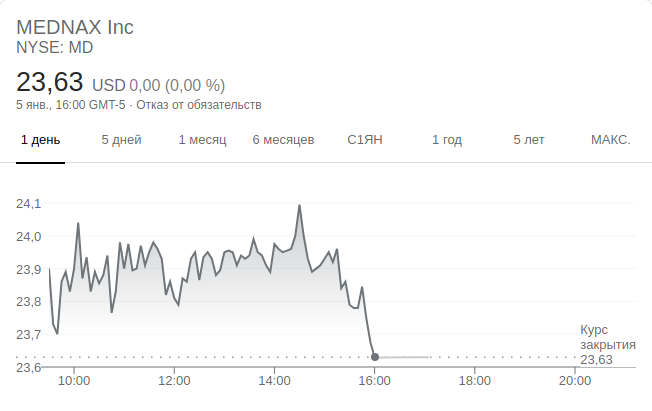 MEDNAX Inc
NYSE: MD
23,63 USD 0,00 (0,00 %)
5 янв., 16:00 GMT-5 · Отказ от обязательств
1 день 5 дней 1 месяц 6 месяцев С1ЯН 1 год 5 лет МАКС.
24,1
24,0
23,9
23,8
23,7
23,6
Курс
закрытия
23,63
10:00 12:00 14:00 16:00 18:00 20:00